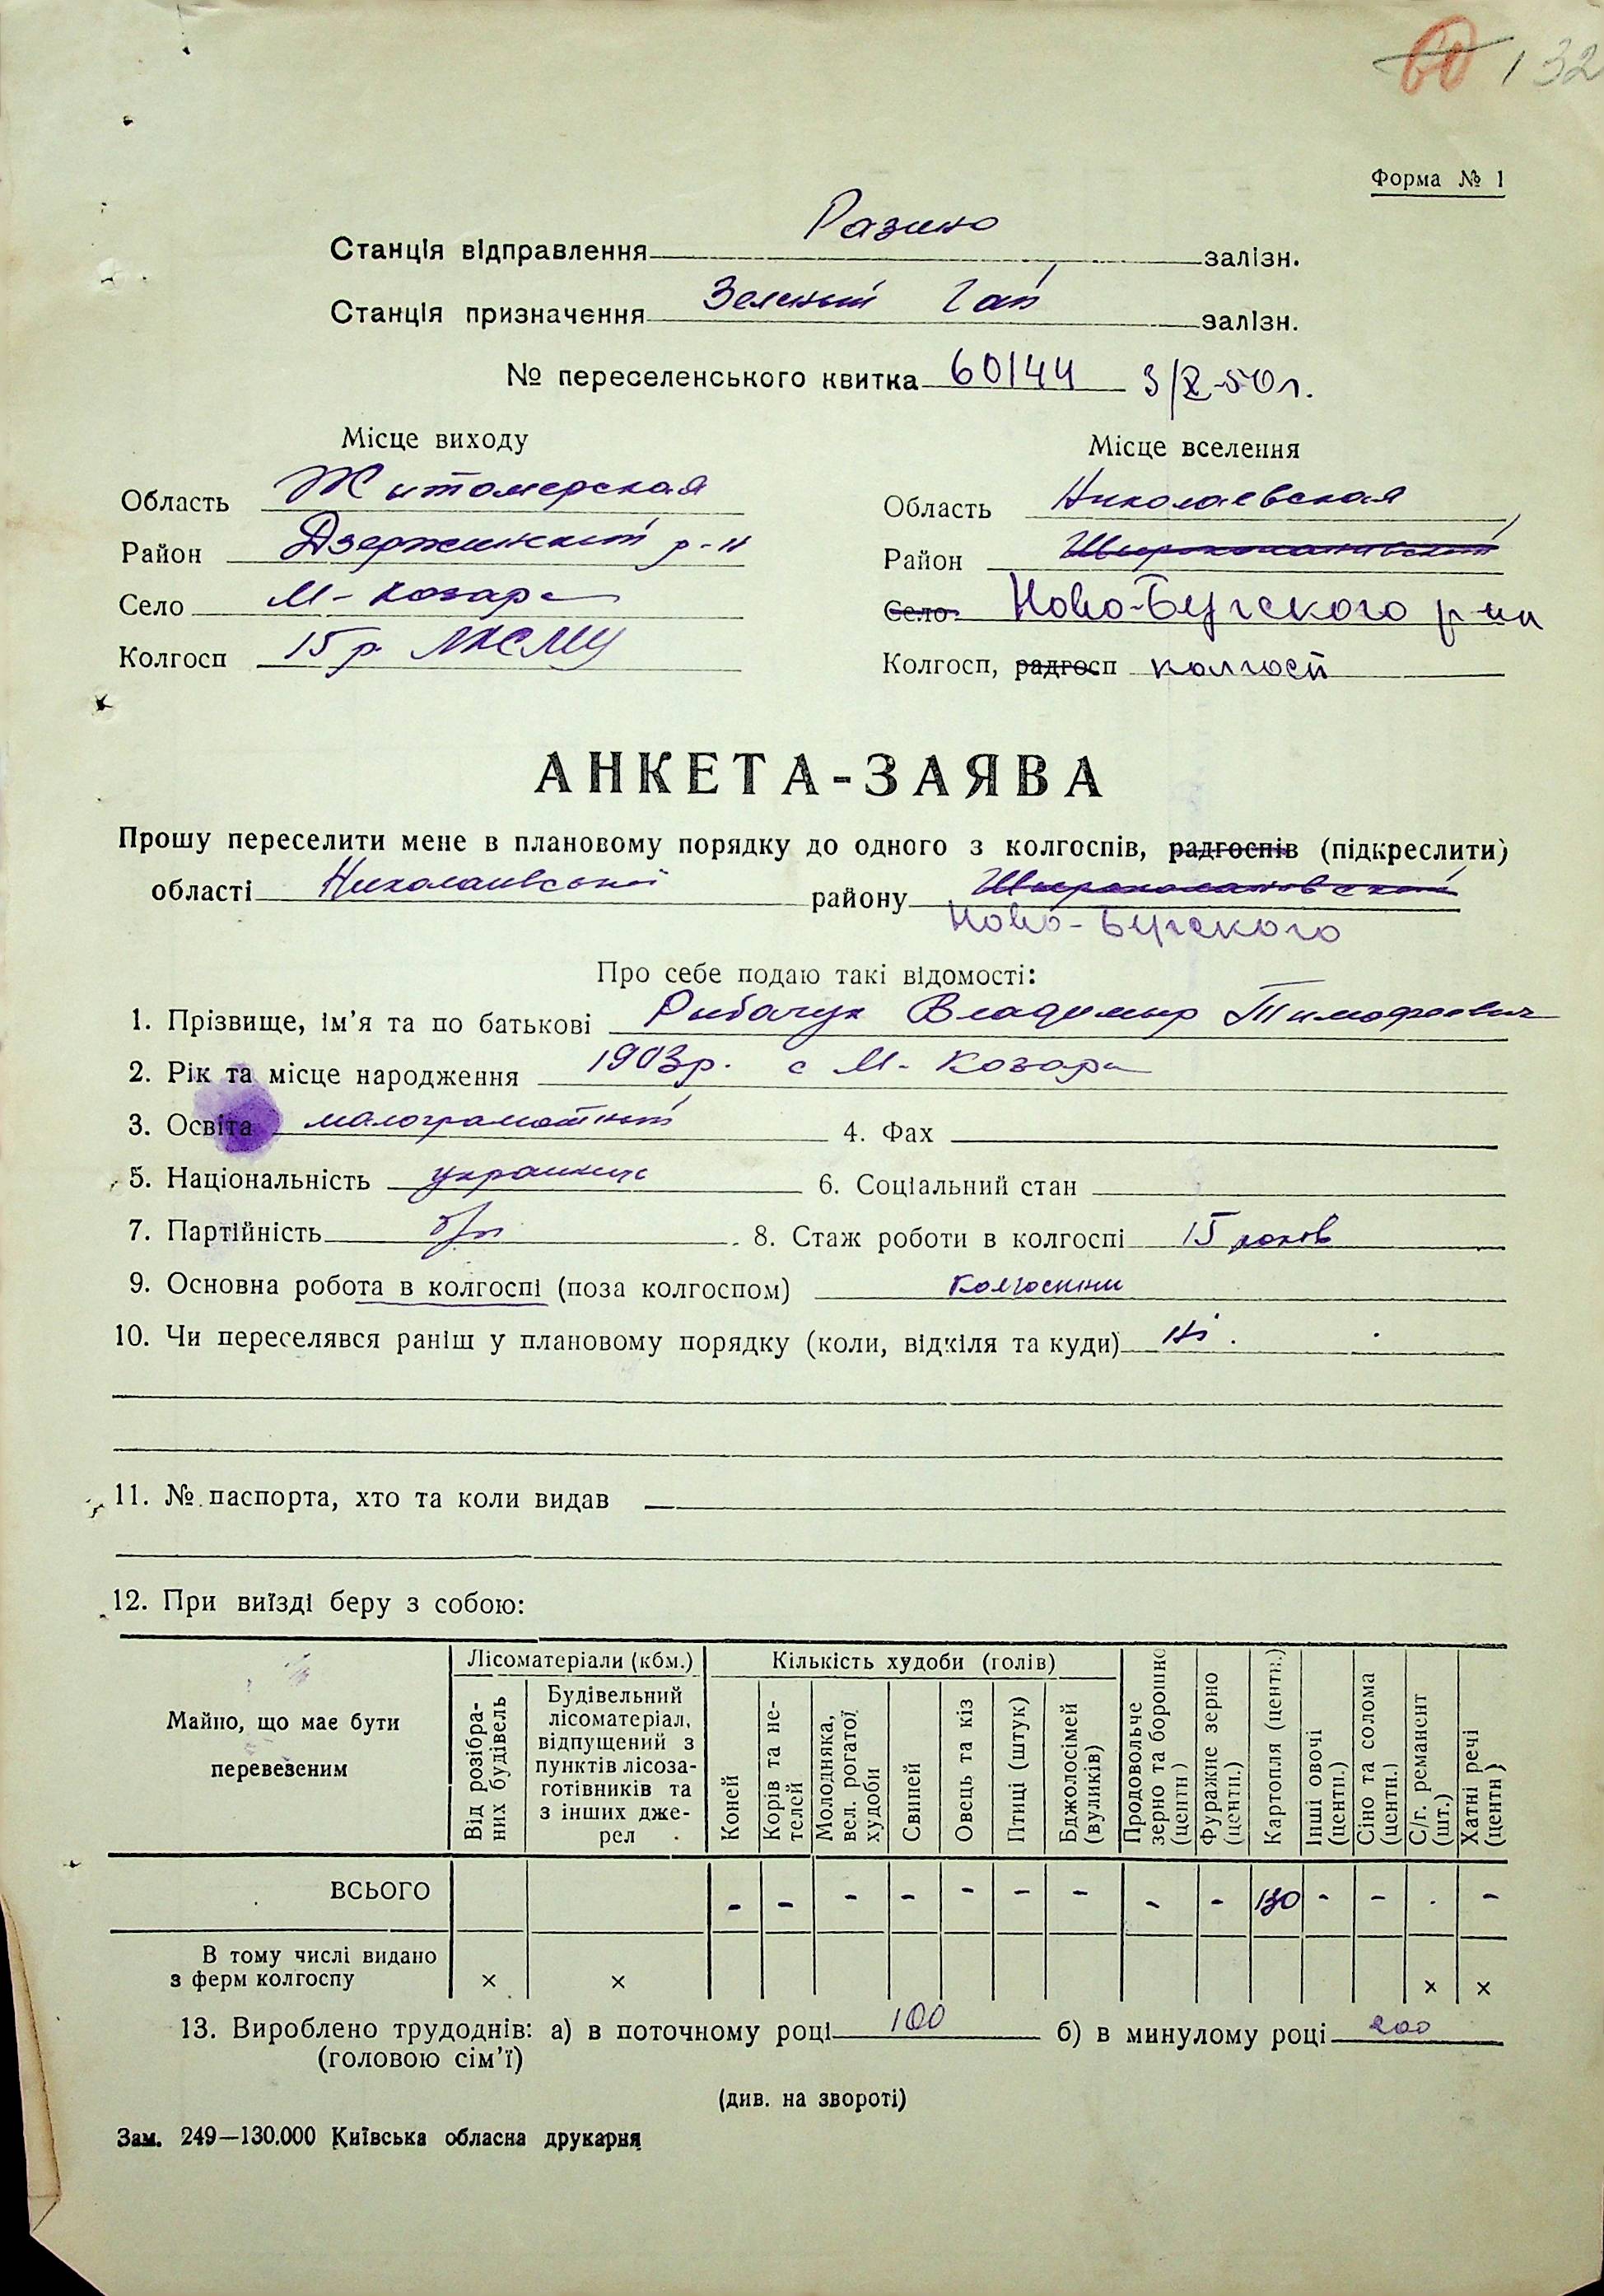 60 132
Форма № 1
Станція відправлення Разино залізн.
Станція призначення Зелений Гай залізн.
№ переселенського квитка 60144 3/X-50 г.
Місце виходу
Місце вселення
Область Житомерская
Область Николаевская
Район Дзержинский р-н
Район Широколановский
Село М-Козара
Село Ново-Бугского р-на
Колгосп 15 р. ЛКСМУ
Колгосп, радгосп колгосп
АНКЕТА-ЗАЯВА
Прошу переселити мене в плановому порядку до одного з колгоспів, радгоспів (підкреслити)
області Николаивської району Широколановский
Ново-Бугского
Про себе подаю такі відомості:
1. Прізвище, ім’я та по батькові Рибачук Владимир Тимофеевич
2. Рік та місце народження 1903р. с М-Козара
3. Освіта малограмотний 4. Фах
5. Національність украинец 6. Соціальний стан
7. Партійність б/п 8. Стаж роботи в колгоспі 15 років
9. Основна робота в колгоспі (поза колгоспом)
10. Чи переселявся раніш у плановому порядку (коли, відкіля та куди) ні.
11. № паспорта, хто та коли видав
12. При виїзді беру з собою:
Майно, що має бути перевезеним
Лісоматеріали (кбм.)
Від розібраних будівель
Будівельний лісоматеріал, відпущений з пунктів лісозаготівників та з інших джерел
Кількість худоби (голів)
Коней
Корів та нетелей
Молодняка, вел. рогатої худоби
Свиней
Овець та кіз
Птиці (штук)
Бджолосімей (вуликів)
Продовольче зерно та борошно (центн)
Фуражне зерно (центн.)
Картопля (центн.)
Інші овочі (центн.)
Сіно та солома (центн.)
С/г. реманент (шт.)
Хатні речі (центн)
ВСЬОГО - - - - - - - - - 130 - - . -
В тому числі видано з ферм колгоспу × × × ×
13. Вироблено трудоднів: а) в поточному році 100 б) в минулому році 200
(головою сім’ї)
(див. на звороті)
Зам. 249—130.000 Київська обласна друкарня